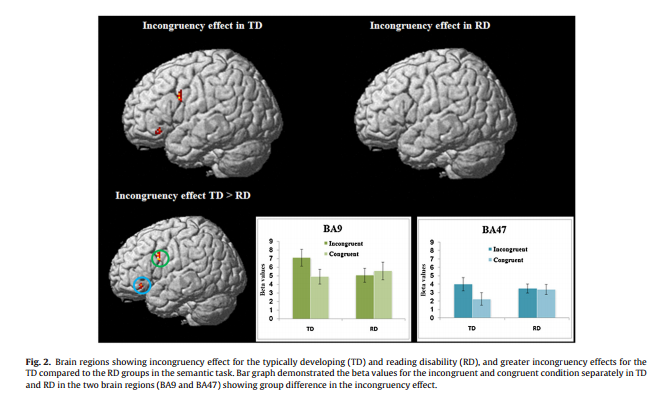 Incongruency effect in TD
Incongruency effect in RD
Incongruency effect TD > RD
BA9
Incongruent
Congruent
Beta values
9
8
7
6
5
4
3
2
1
0
TD
RD
BA47
Incongruent
Congruent
Beta values
9
8
7
6
5
4
3
2
1
0
TD
RD
Fig. 2. Brain regions showing incongruency effect for the typically developing (TD) and reading disability (RD), and greater incongruency effects for the
TD compared to the RD groups in the semantic task. Bar graph demonstrated the beta values for the incongruent and congruent condition separately in TD
and RD in the two brain regions (BA9 and BA47) showing group difference in the incongruency effect.